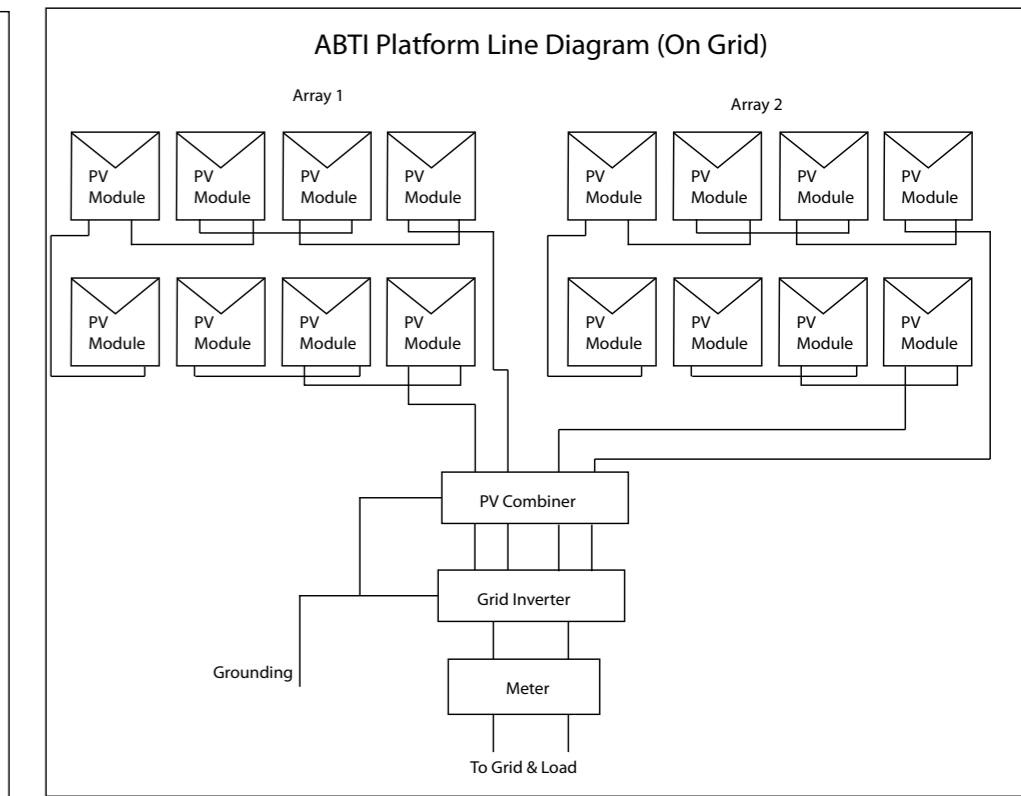 ABTI Platform Line Diagram (On Grid)
Array 1
Array 2
PV
Module
PV
Module
PV
Module
PV
Module
PV
Module
PV
Module
PV
Module
PV
Module
PV
Module
PV
Module
PV
Module
PV
Module
PV
Module
PV
Module
PV
Module
PV
Module
PV Combiner
Grid Inverter
Grounding
Meter
To Grid & Load